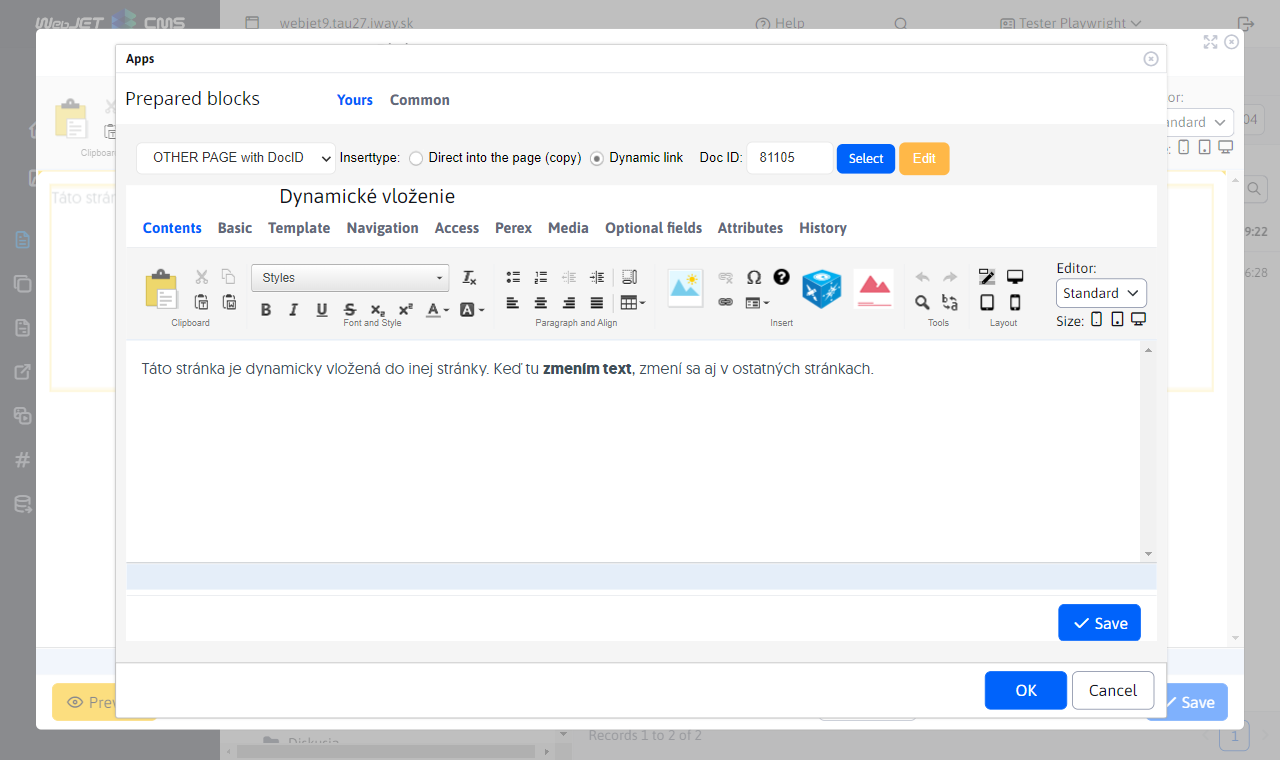 WebJET CMS
webjet9.tau27.iway.sk
Help
Tester Playwright
Apps
Prepared blocks
Yours
Common
Clipboar
or:
ndard
04
OTHER PAGE with DocID
Inserttype:
Direct into the page (copy)
Dynamic link
Doc ID:
81105
Select
Edit
Táto strán
Dynamické vloženie
Contents
Basic
Template
Navigation
Access
Perex
Media
Optional fields
Attributes
History
9:22
6:28
Styles
Editor:
Standard
Size:
Clipboard
Font and Style
Paragraph and Align
Insert
Tools
Layout
Táto stránka je dynamicky vložená do inej stránky. Keď tu zmením text, zmení sa aj v ostatných stránkach.
Save
OK
Cancel
Prev
Save
Diskusia
Records 1 to 2 of 2
1